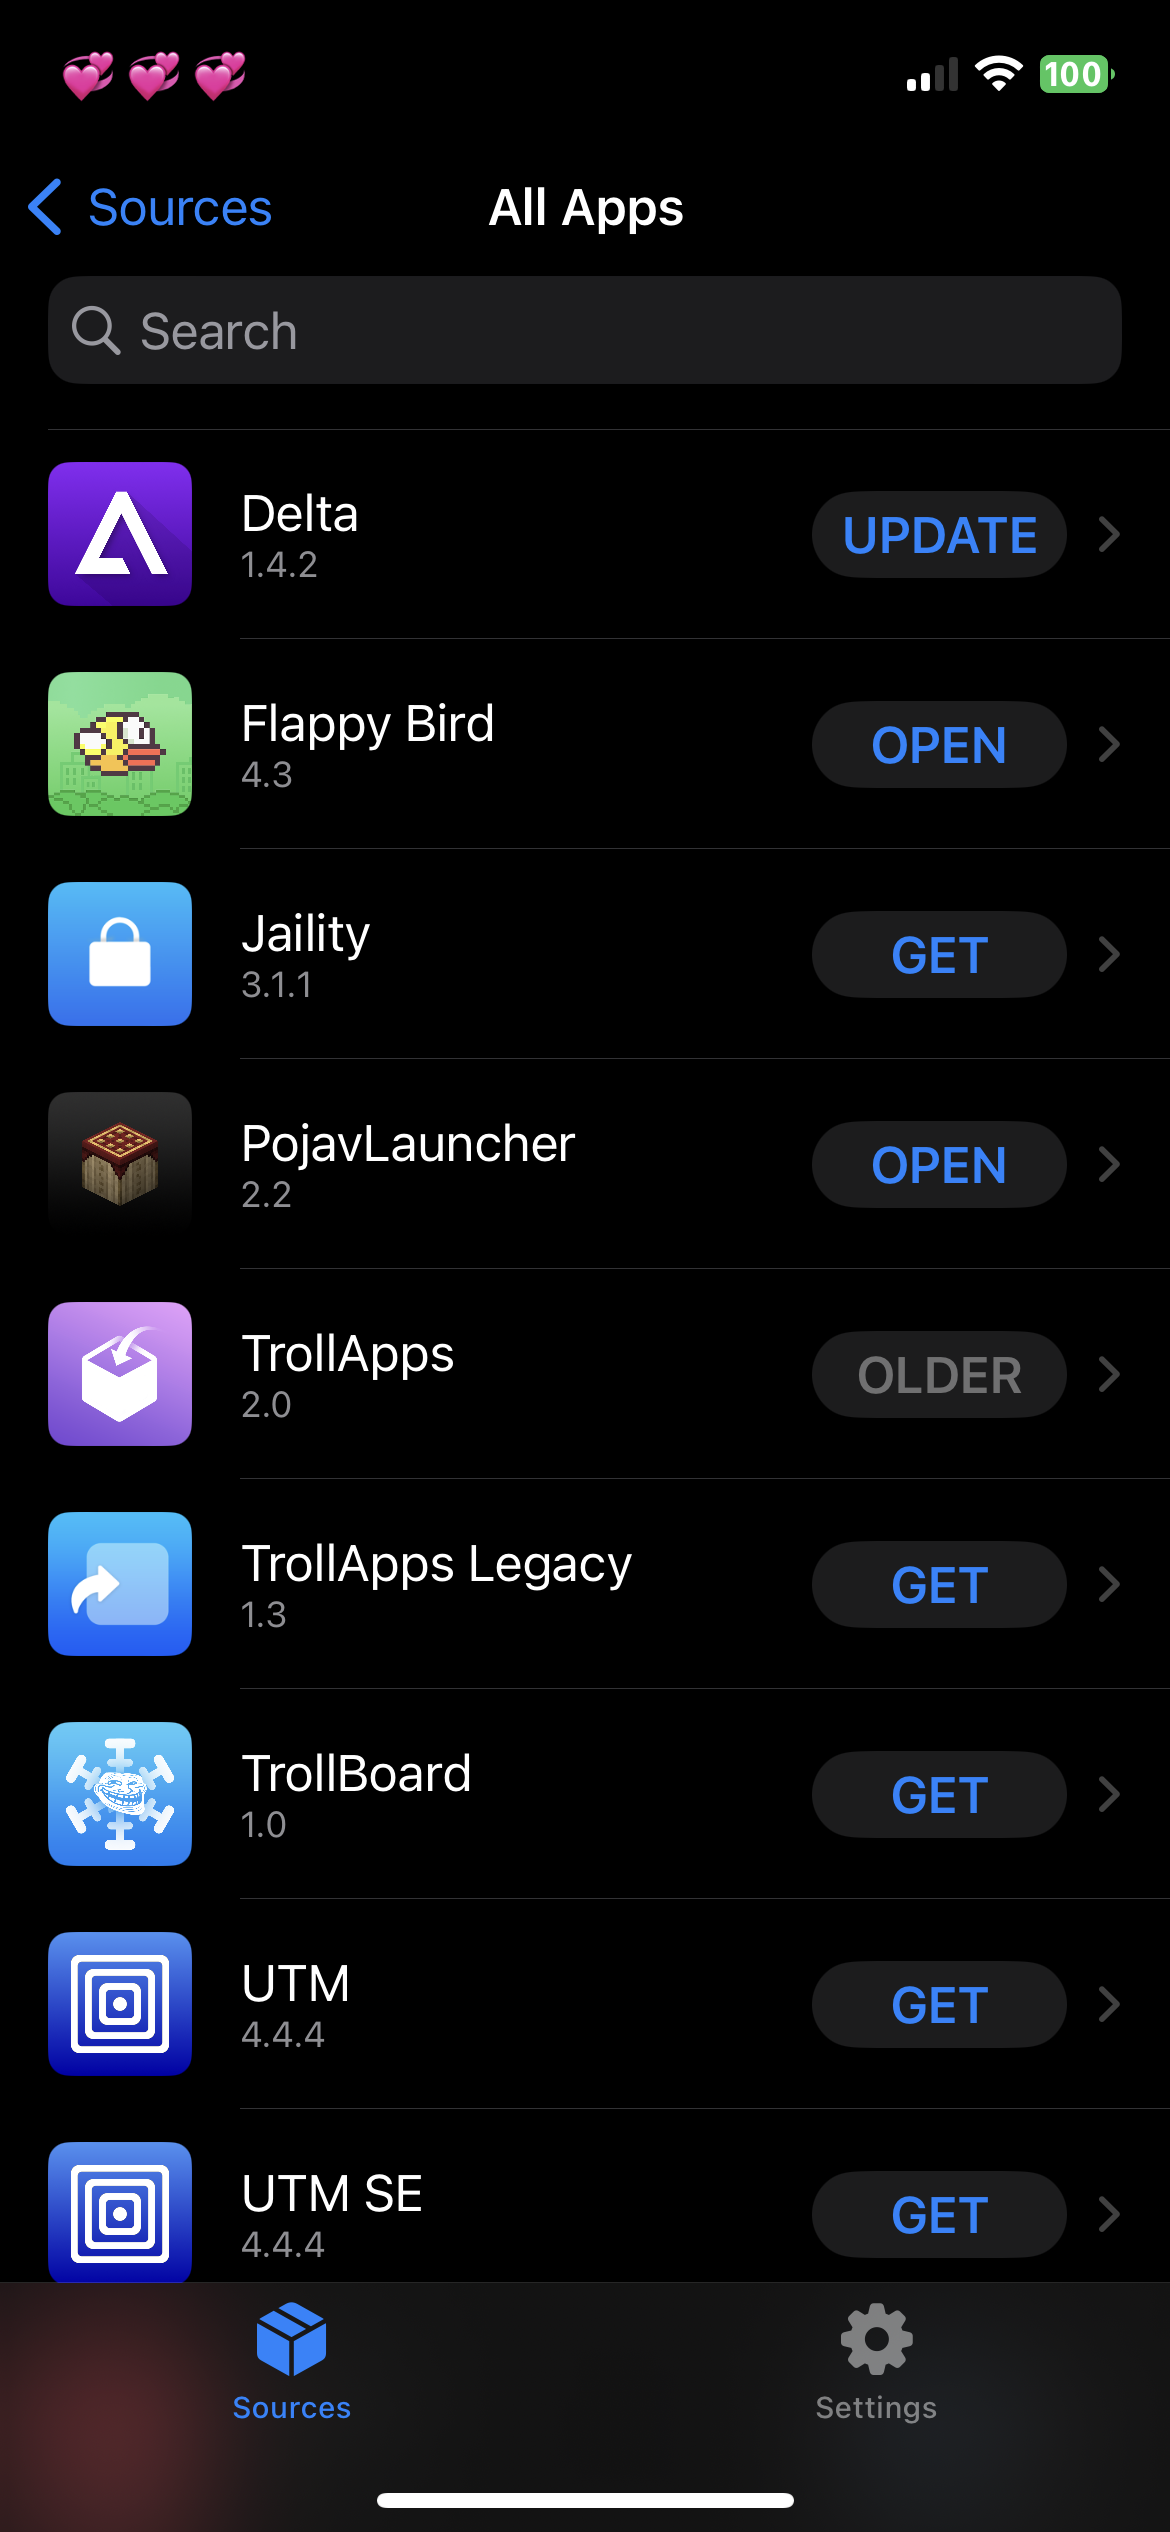 💞💞💞
100
Sources
All Apps
Search
Delta
1.4.2
UPDATE
Flappy Bird
4.3
OPEN
Jaility
3.1.1
GET
PojavLauncher
2.2
OPEN
TrollApps
2.0
OLDER
TrollApps Legacy
1.3
GET
TrollBoard
1.0
GET
UTM
4.4.4
GET
UTM SE
4.4.4
GET
Sources
Settings